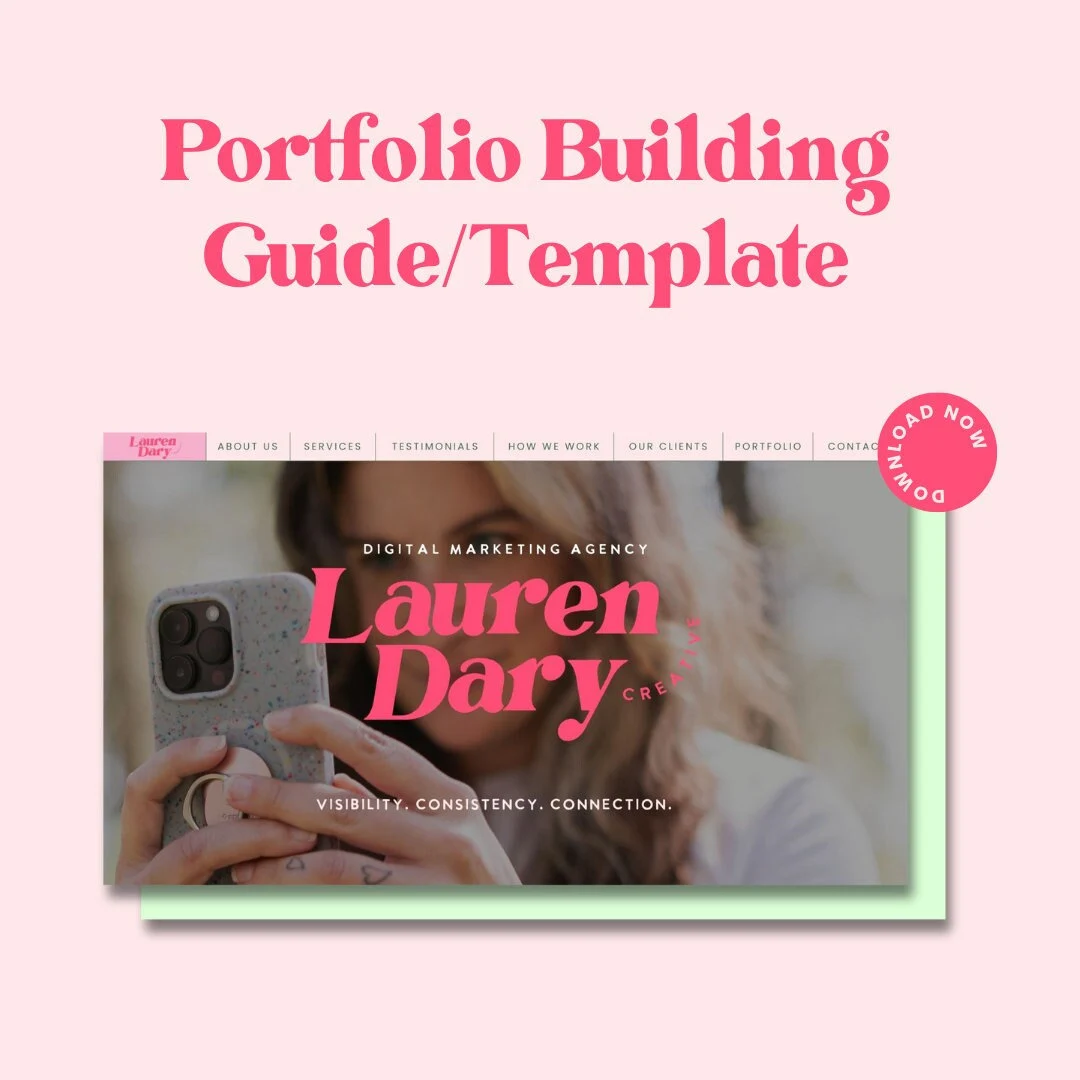 Portfolio Building
Guide/Template
DOWNLOAD NOW
Lauren
Dary
ABOUT US
SERVICES
TESTIMONIALS
HOW WE WORK
OUR CLIENTS
PORTFOLIO
CONTAC
DIGITAL MARKETING AGENCY
Lauren
Dary
CREATIVE
VISIBILITY. CONSISTENCY. CONNECTION.